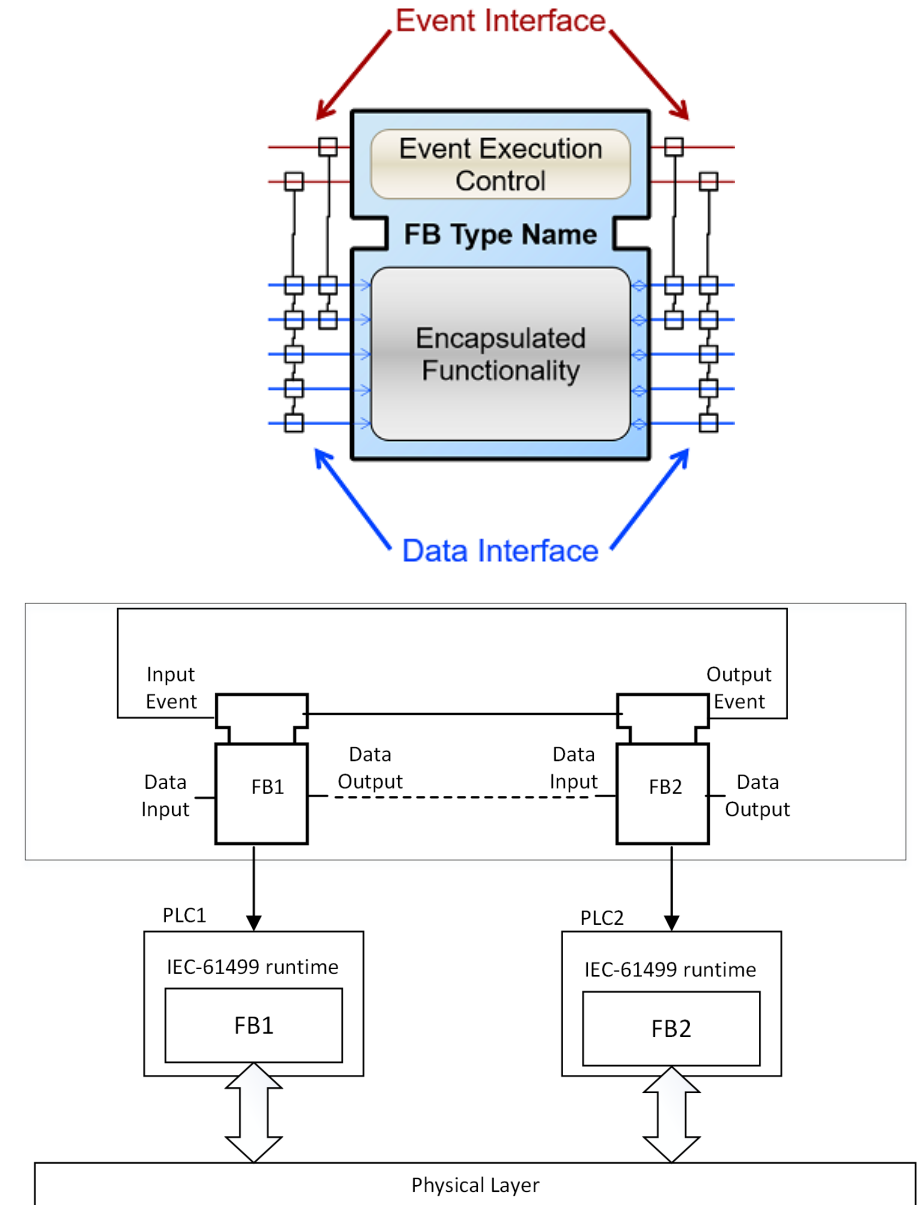 Event Interface
Event Execution
Control
FB Type Name
Encapsulated
Functionality
Data Interface
Input
Event
Output
Event
Data
Input
FB1
Data
Output
Data
Input
FB2
Data
Output
PLC1
IEC-61499 runtime
FB1
PLC2
IEC-61499 runtime
FB2
Physical Layer